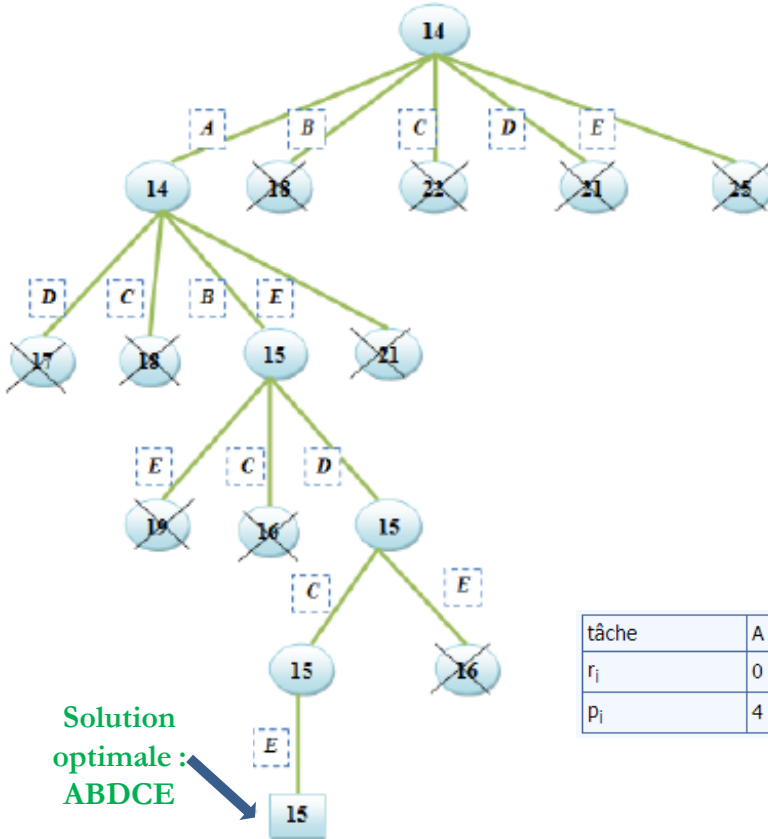 14
A B C D E
14 18 22 21 25
D C B E
17 18 15 21
E C D
19 16 15
C E
15 16
tâche A
ri 0
pi 4
Solution
optimale :
ABDCE
E
15